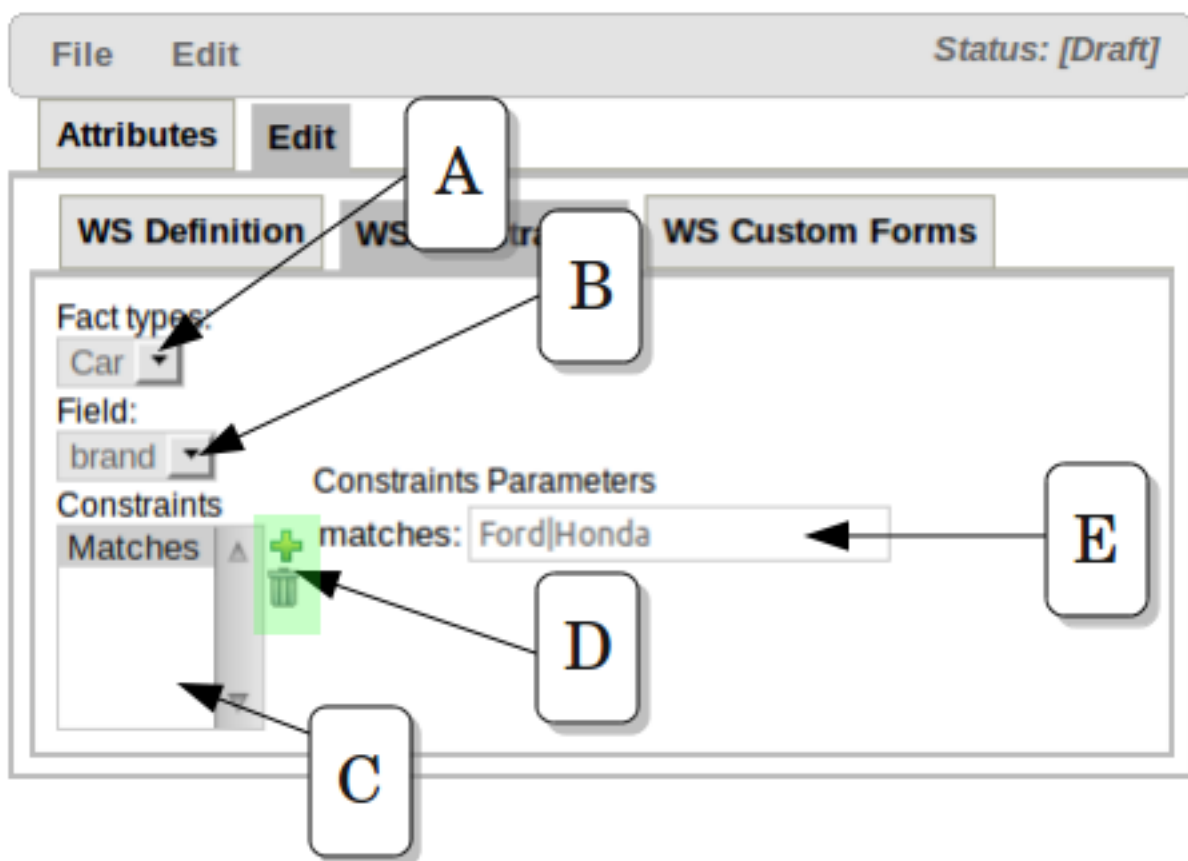 File Edit Status: [Draft]
Attributes Edit
A
WS Definition WS WS Custom Forms
B
Fact types:
Car
Field:
brand
Constraints Parameters
Constraints
matches: Ford|Honda
Matches
E
D
C